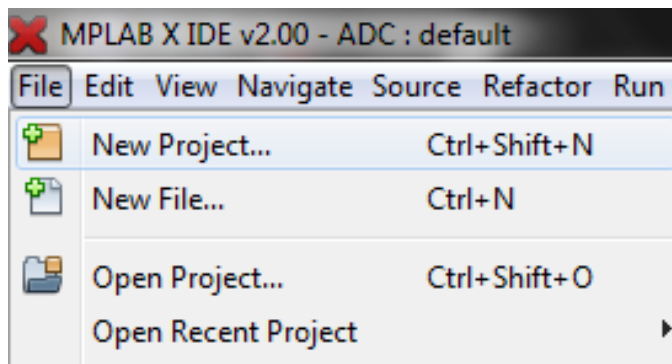 MPLAB X IDE v2.00 - ADC : default
File Edit View Navigate Source Refactor Run
New Project... Ctrl+Shift+N
New File... Ctrl+N
Open Project... Ctrl+Shift+O
Open Recent Project